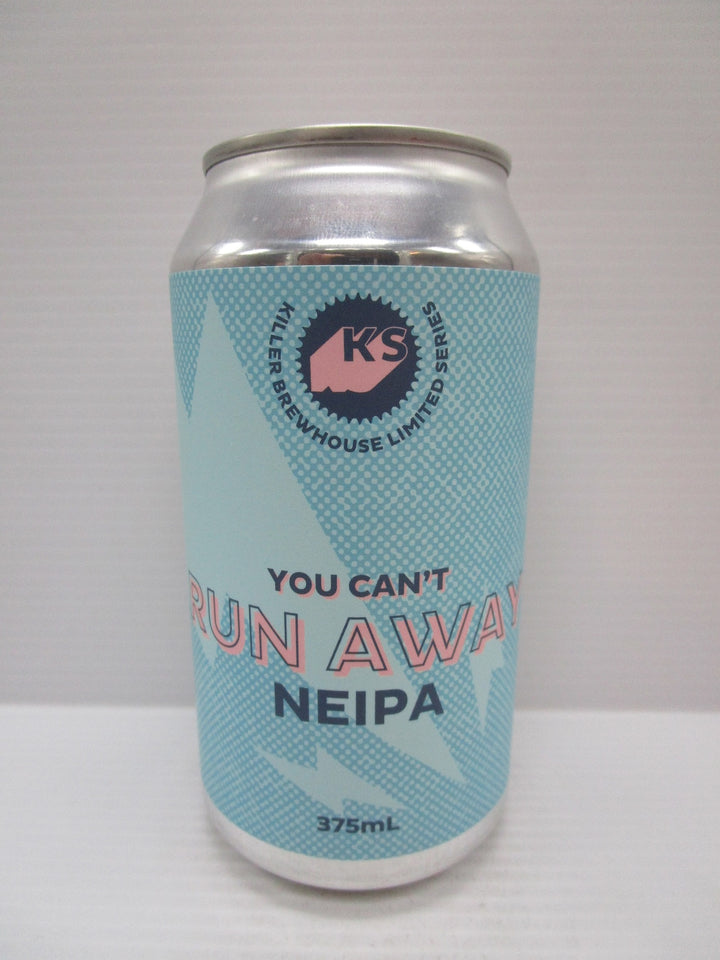 KS
KILLER BREWHOUSE LIMITED SERIES
YOU CAN'T
RUN AWAY
NEIPA
375mL